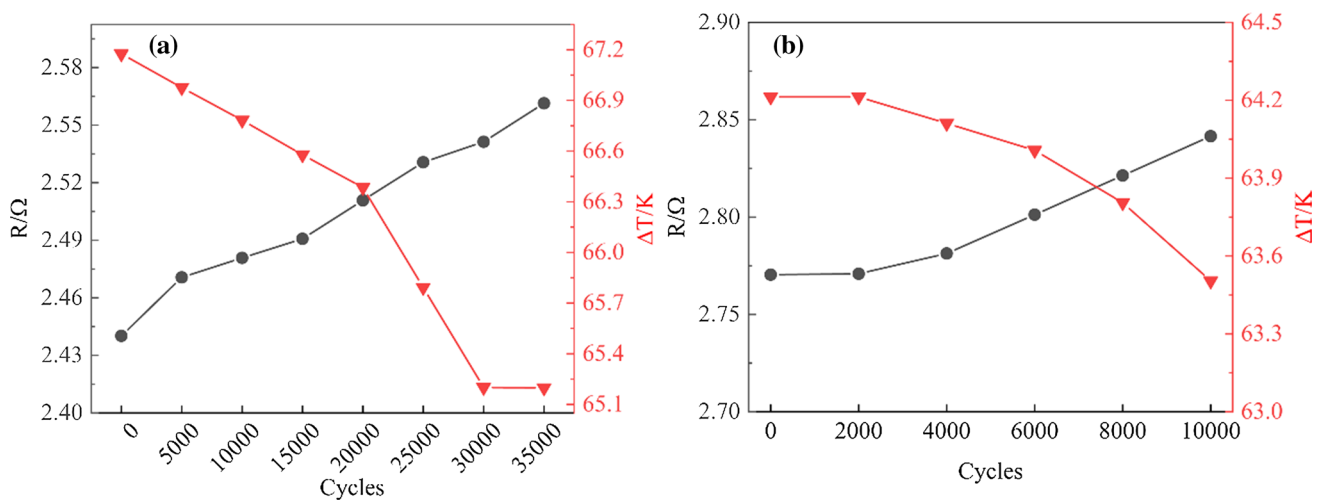 (a)
R/Ω
2.58
2.55
2.52
2.49
2.46
2.43
2.40
67.2
66.9
66.6
66.3
66.0
65.7
65.4
65.1
ΔT/K
0 5000 10000 15000 20000 25000 30000 35000
Cycles
(b)
R/Ω
2.90
2.85
2.80
2.75
2.70
64.5
64.2
63.9
63.6
63.3
63.0
ΔT/K
0 2000 4000 6000 8000 10000
Cycles